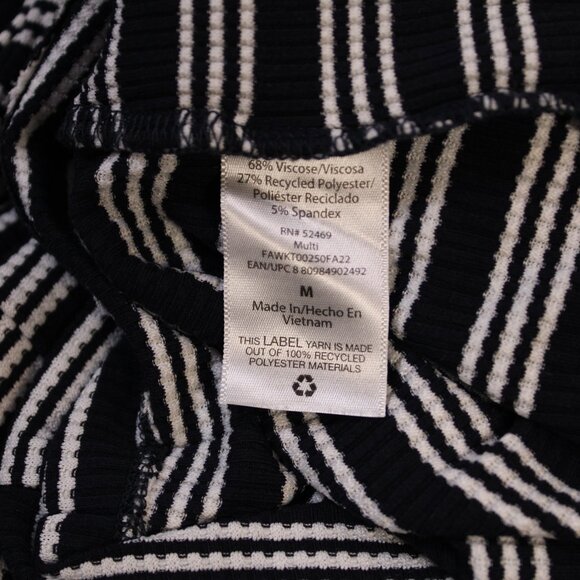 68% Viscose/Viscosa
27% Recycled Polyester/
Poliéster Reciclado
5% Spandex
RN# 52469
Multi
FAWKT00250FA22
EAN/UPC 8 80984902492
M
Made In/Hecho En
Vietnam
THIS LABEL YARN IS MADE
OUT OF 100% RECYCLED
POLYESTER MATERIALS